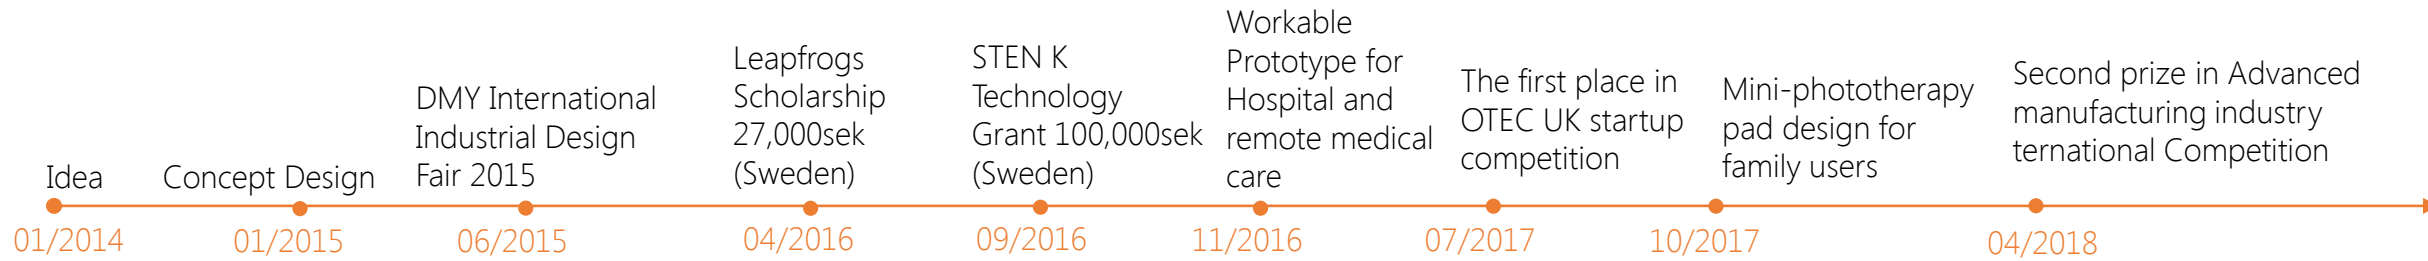 Idea
01/2014
Concept Design
01/2015
DMY International
Industrial Design
Fair 2015
06/2015
Leapfrogs
Scholarship
27,000sek
(Sweden)
04/2016
STEN K
Technology
Grant 100,000sek
(Sweden)
09/2016
Workable
Prototype for
Hospital and
remote medical
care
11/2016
The first place in
OTEC UK startup
competition
07/2017
Mini-phototherapy
pad design for
family users
10/2017
Second prize in Advanced
manufacturing industry
ternational Competition
04/2018